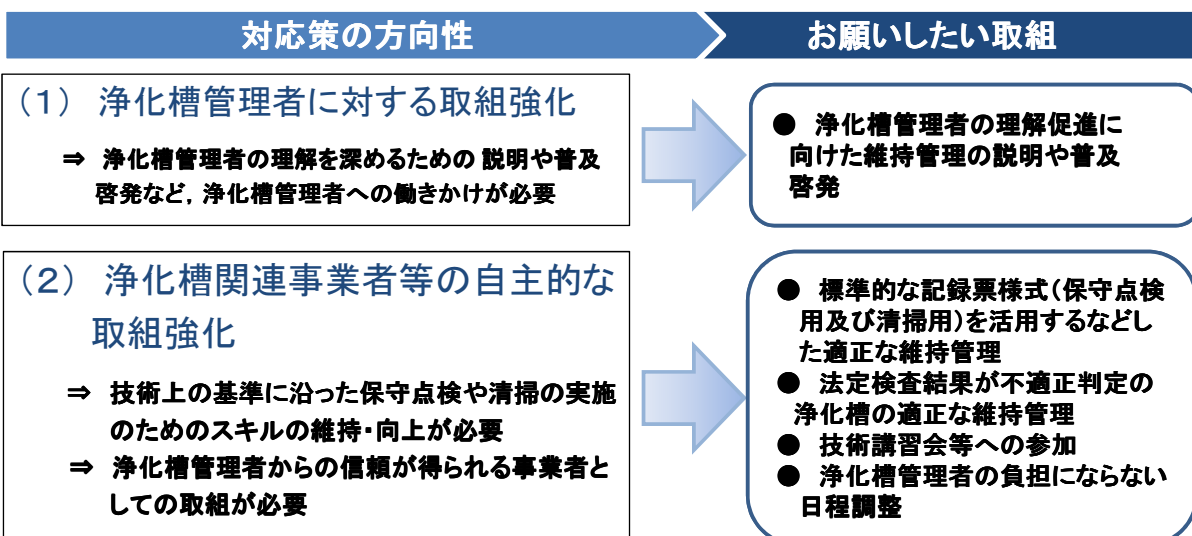 対応策の方向性
お願いしたい取組
(1) 浄化槽管理者に対する取組強化
⇒ 浄化槽管理者の理解を深めるための 説明や普及
啓発など,浄化槽管理者への働きかけが必要
● 浄化槽管理者の理解促進に
向けた維持管理の説明や普及
啓発
(2) 浄化槽関連事業者等の自主的な
取組強化
⇒ 技術上の基準に沿った保守点検や清掃の実施
のためのスキルの維持・向上が必要
⇒ 浄化槽管理者からの信頼が得られる事業者と
しての取組が必要
● 標準的な記録票様式(保守点検
用及び清掃用)を活用するなどし
た適正な維持管理
● 法定検査結果が不適正判定の
浄化槽の適正な維持管理
● 技術講習会等への参加
● 浄化槽管理者の負担にならない
日程調整